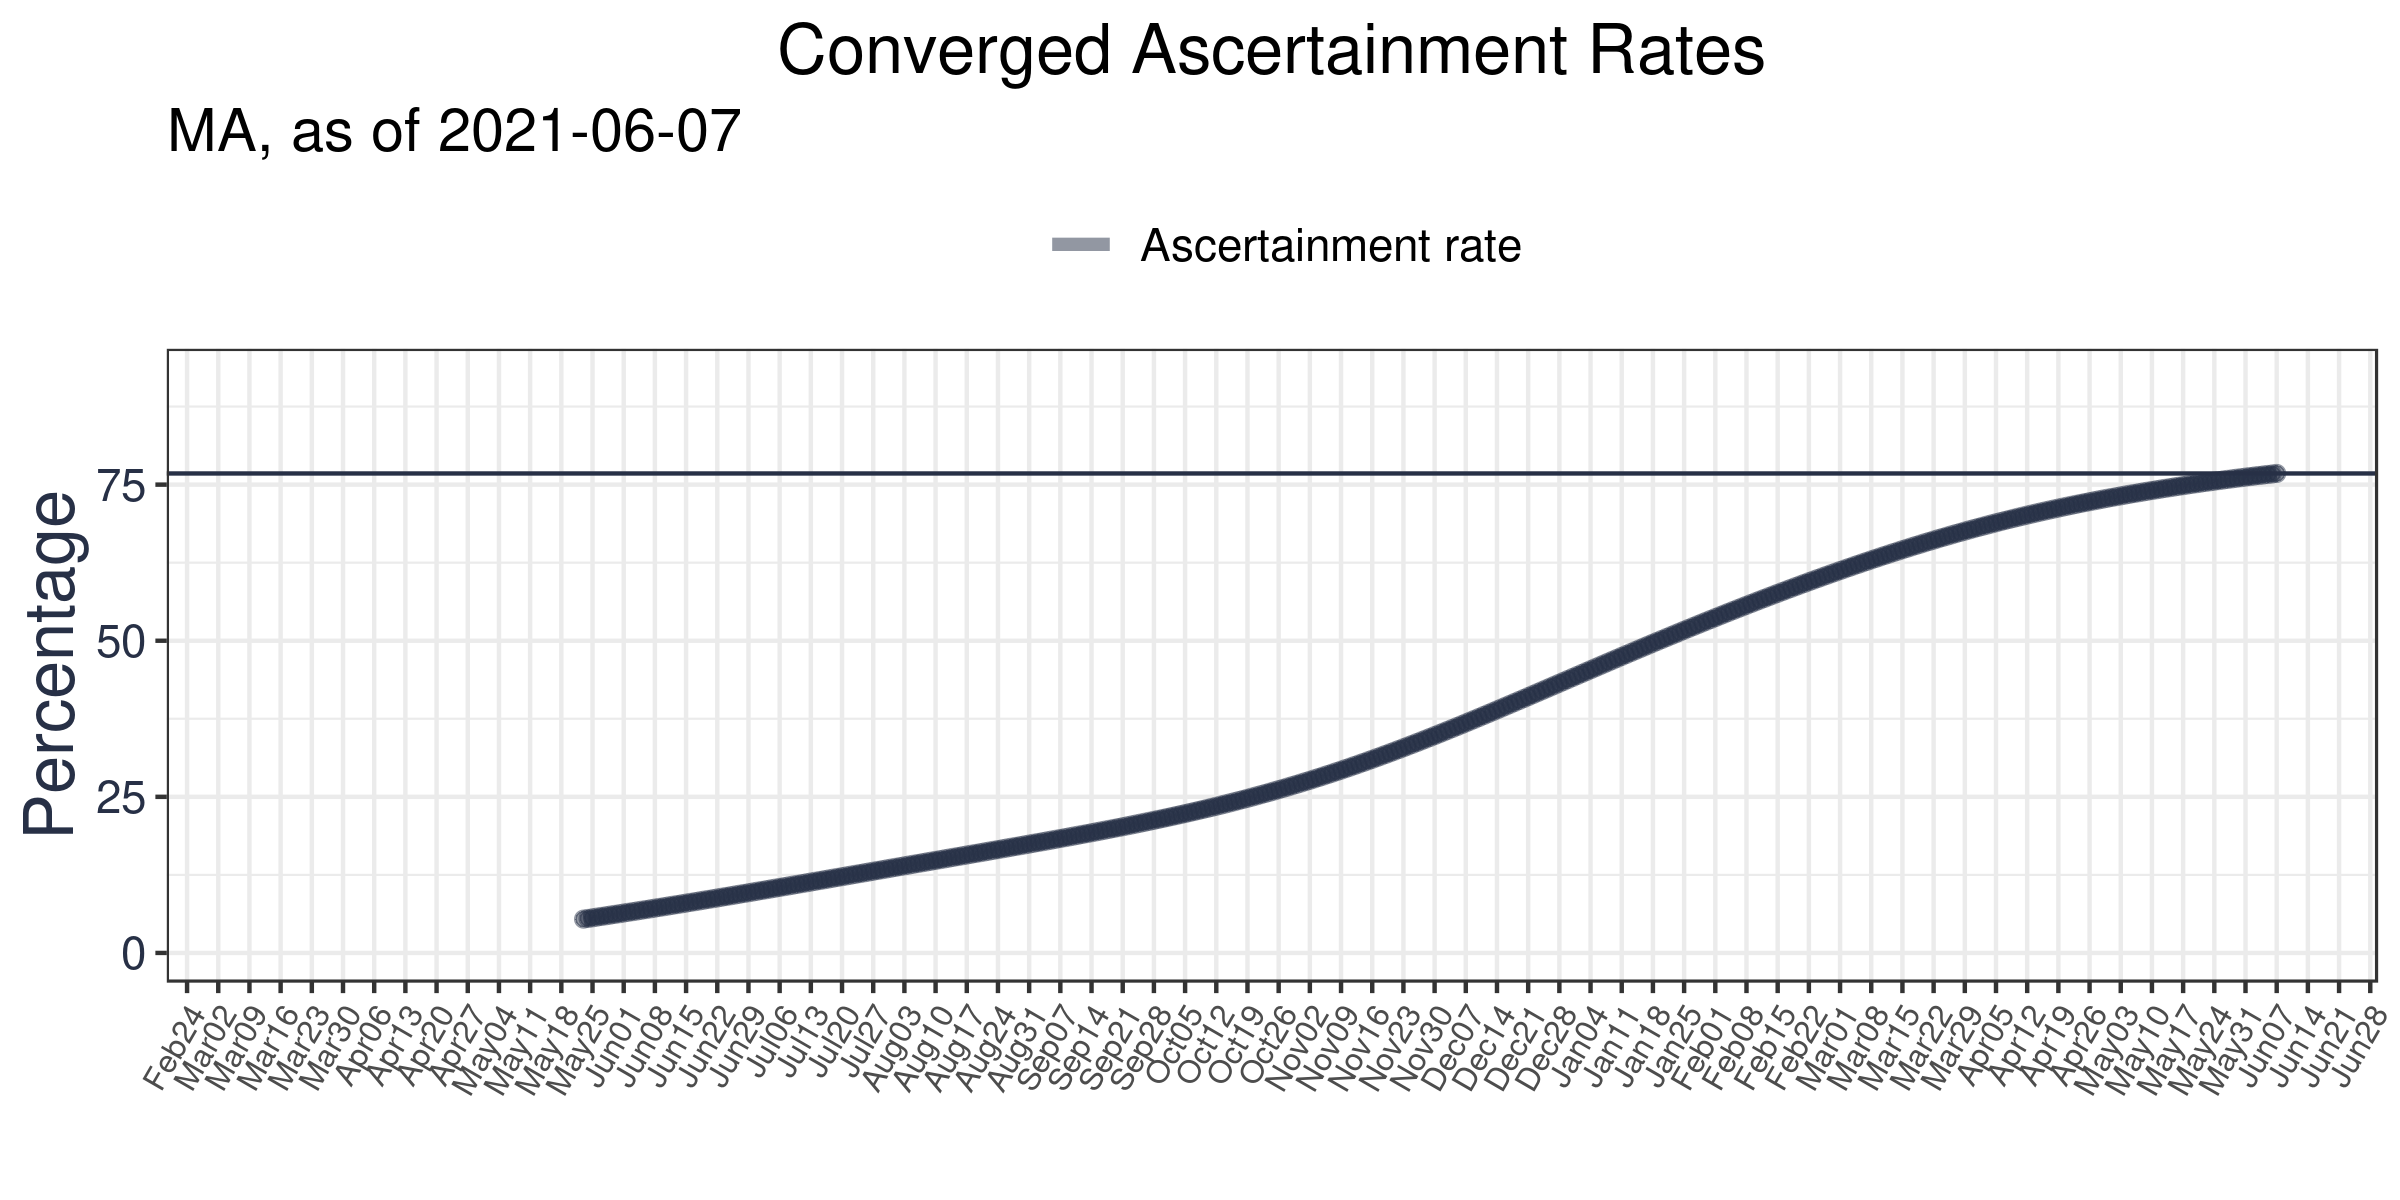 Converged Ascertainment Rates
MA, as of 2021-06-07
Ascertainment rate
Percentage
75
50
25
0
Feb24
Mar02
Mar09
Mar16
Mar23
Mar30
Apr06
Apr13
Apr20
Apr27
May04
May11
May18
May25
Jun01
Jun08
Jun15
Jun22
Jun29
Jul06
Jul13
Jul20
Jul27
Aug03
Aug10
Aug17
Aug24
Aug31
Sep07
Sep14
Sep21
Sep28
Oct05
Oct12
Oct19
Oct26
Nov02
Nov09
Nov16
Nov23
Nov30
Dec07
Dec14
Dec21
Dec28
Jan04
Jan11
Jan18
Jan25
Feb01
Feb08
Feb15
Feb22
Mar01
Mar08
Mar15
Mar22
Mar29
Apr05
Apr12
Apr19
Apr26
May03
May10
May17
May24
May31
Jun07
Jun14
Jun21
Jun28